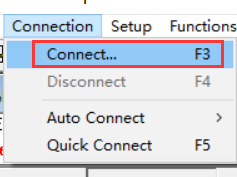 Connection Setup Functions
Connect... F3
Disconnect F4
Auto Connect >
Quick Connect F5